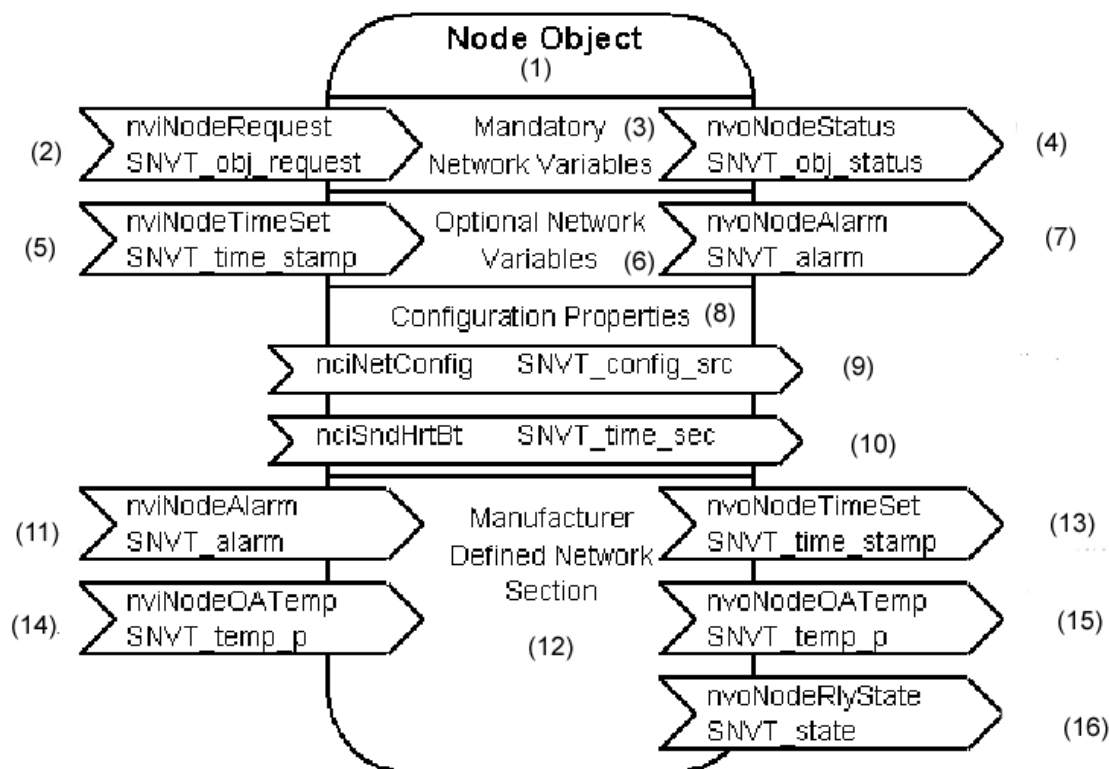 Node Object
(1)
nviNodeRequest
SNVT_obj_request
(2)
Mandatory (3)
Network Variables
nvoNodeStatus
SNVT_obj_status
(4)
nviNodeTimeSet
SNVT_time_stamp
(5)
Optional Network
Variables (6)
nvoNodeAlarm
SNVT_alarm
(7)
Configuration Properties (8)
nciNetConfig SNVT_config_src
(9)
nciSndHrtBt SNVT_time_sec
(10)
nviNodeAlarm
SNVT_alarm
(11)
Manufacturer
Defined Network
Section
(12)
nvoNodeTimeSet
SNVT_time_stamp
(13)
nviNodeOATemp
SNVT_temp_p
(14)
nvoNodeOATemp
SNVT_temp_p
(15)
nvoNodeRlyState
SNVT_state
(16)